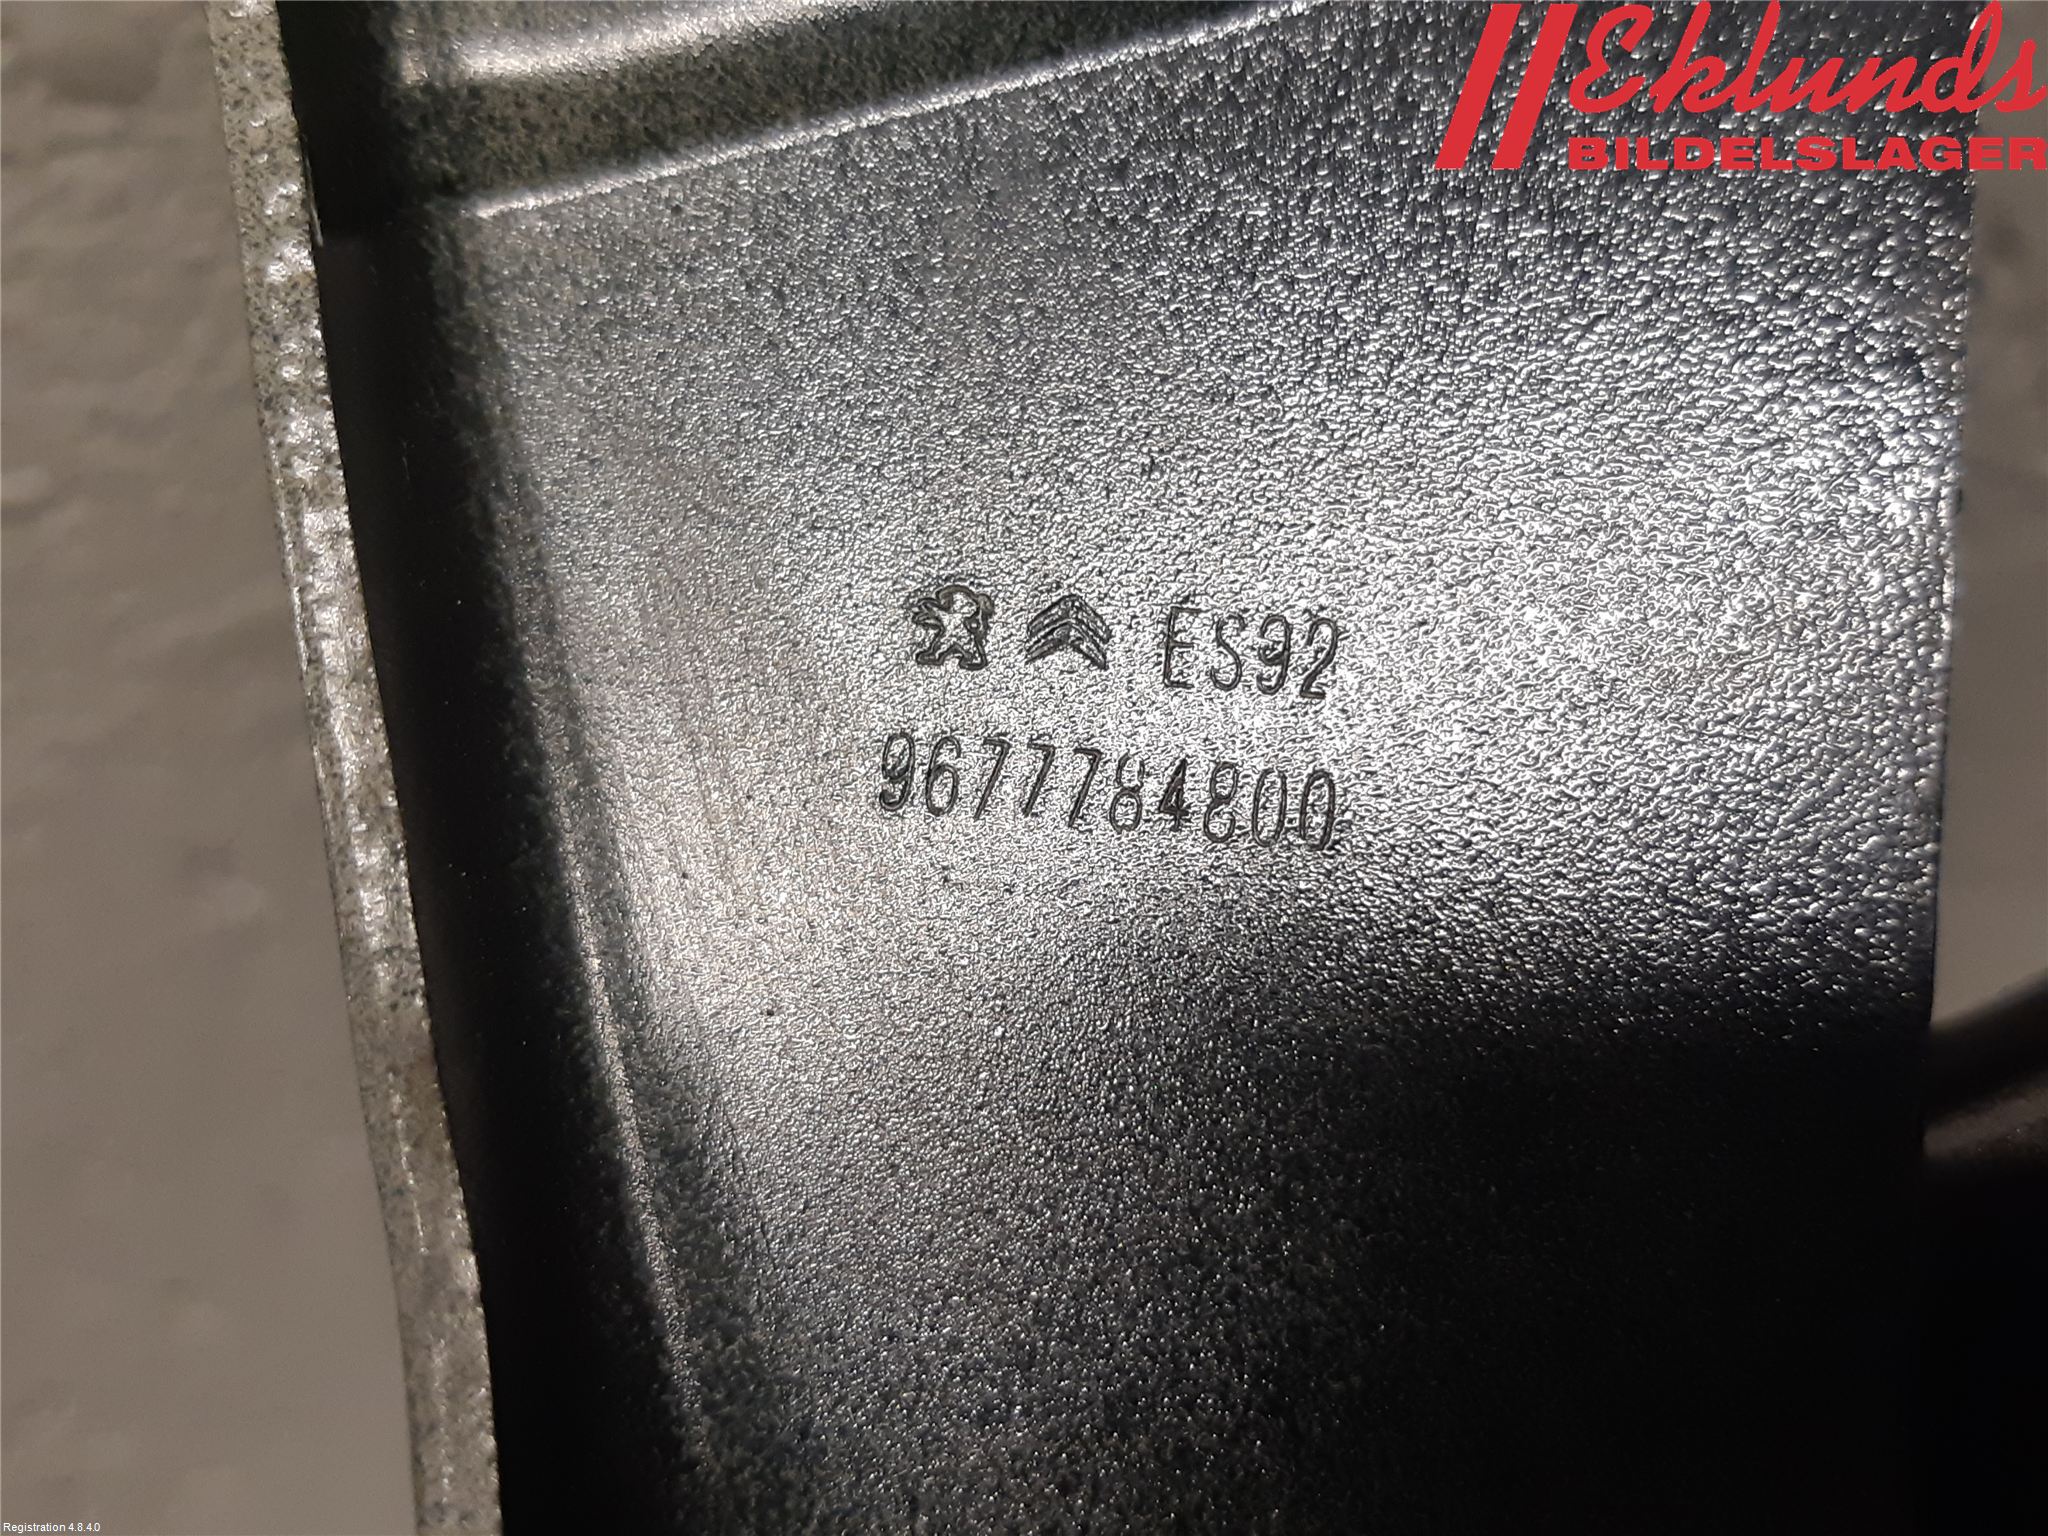 Eklunds
BILDELSLAGER
ES92
9677784800
Registration 4.8.4.0